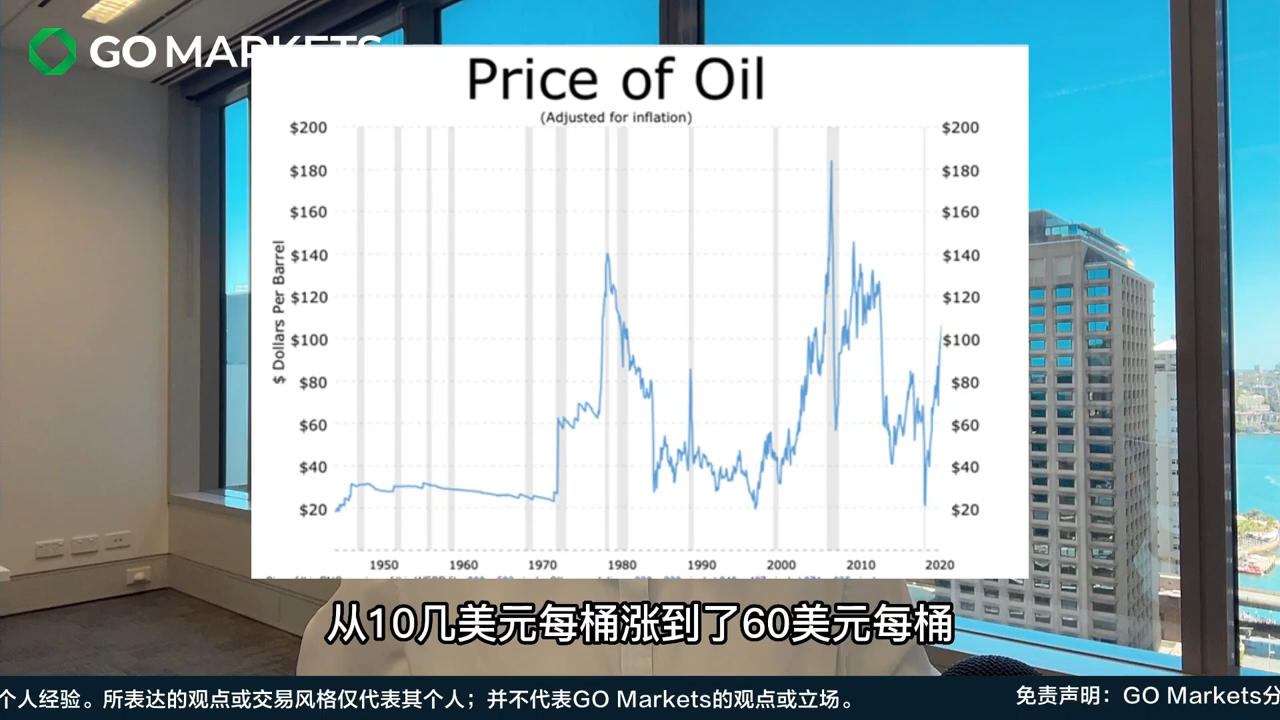 GO MARKETS
Price of Oil
(Adjusted for inflation)
$200
$180
$160
$140
$120
$100
$80
$60
$40
$20
$ Dollars Per Barrel
$200
$180
$160
$140
$120
$100
$80
$60
$40
$20
1950 1960 1970 1980 1990 2000 2010 2020
从10几美元每桶涨到了60美元每桶
个人经验。所表达的观点或交易风格仅代表其个人；并不代表GO Markets的观点或立场。 免责声明：GO Markets分